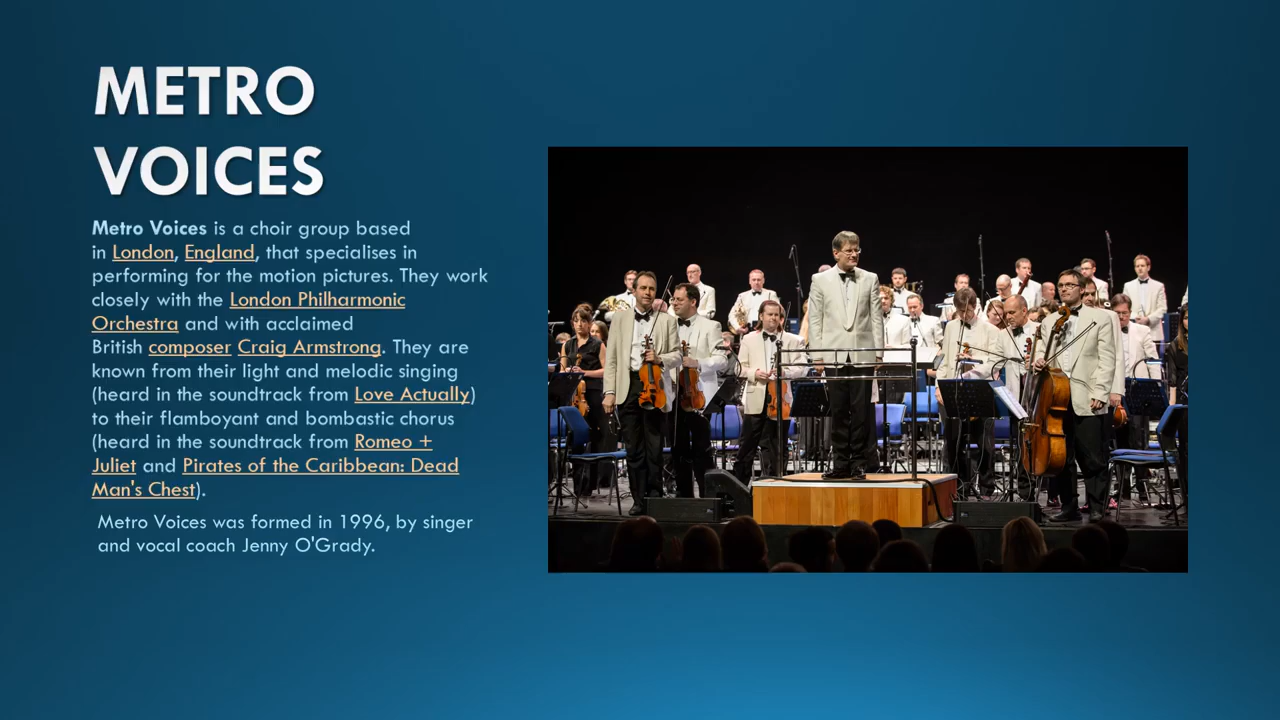 METRO
VOICES
Metro Voices is a choir group based
in London, England, that specialises in
performing for the motion pictures. They work
closely with the London Philharmonic
Orchestra and with acclaimed
British composer Craig Armstrong. They are
known from their light and melodic singing
(heard in the soundtrack from Love Actually)
to their flamboyant and bombastic chorus
(heard in the soundtrack from Romeo +
Juliet and Pirates of the Caribbean: Dead
Man's Chest).
Metro Voices was formed in 1996, by singer
and vocal coach Jenny O'Grady.